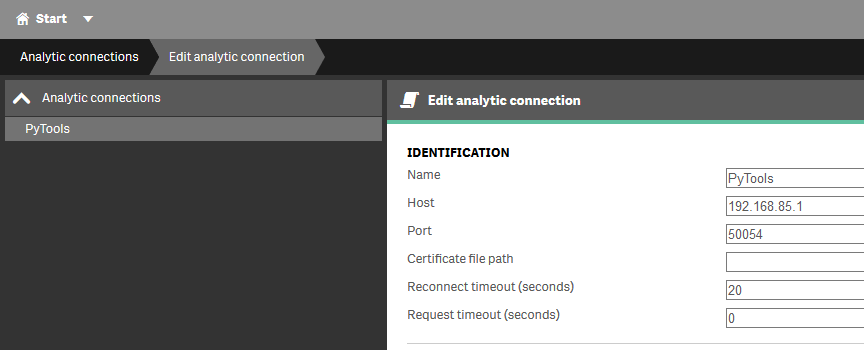 Start
Analytic connections Edit analytic connection
Analytic connections
PyTools
Edit analytic connection
IDENTIFICATION
Name PyTools
Host 192.168.85.1
Port 50054
Certificate file path
Reconnect timeout (seconds) 20
Request timeout (seconds) 0